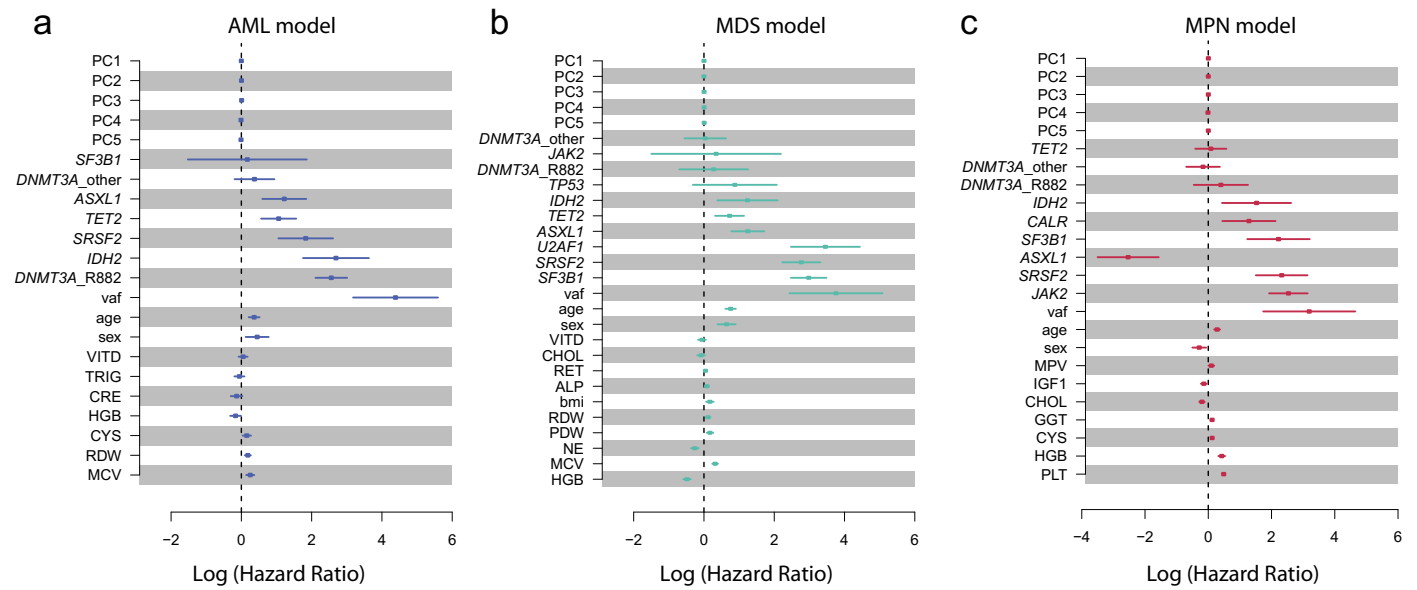 a
AML model
PC1
PC2
PC3
PC4
PC5
SF3B1
DNMT3A_other
ASXL1
TET2
SRSF2
IDH2
DNMT3A_R882
vaf
age
sex
VITD
TRIG
CRE
HGB
CYS
RDW
MCV
−2 0 2 4 6
Log (Hazard Ratio)
b
MDS model
PC1
PC2
PC3
PC4
PC5
DNMT3A_other
JAK2
DNMT3A_R882
TP53
IDH2
TET2
ASXL1
U2AF1
SRSF2
SF3B1
vaf
age
sex
VITD
CHOL
RET
ALP
bmi
RDW
PDW
NE
MCV
HGB
−2 0 2 4 6
Log (Hazard Ratio)
c
MPN model
PC1
PC2
PC3
PC4
PC5
TET2
DNMT3A_other
DNMT3A_R882
IDH2
CALR
SF3B1
ASXL1
SRSF2
JAK2
vaf
age
sex
MPV
IGF1
CHOL
GGT
CYS
HGB
PLT
−4 −2 0 2 4 6
Log (Hazard Ratio)